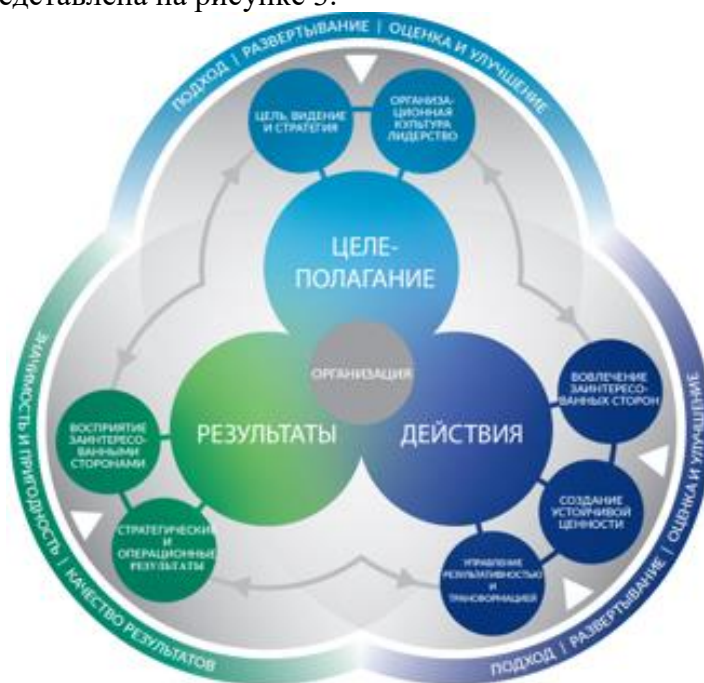 редставлена на рисунке 3.
ПОДХОД | РАЗВЕРТЫВАНИЕ | ОЦЕНКА И УЛУЧШЕНИЕ
ЦЕЛЬ, ВИДЕНИЕ
И СТРАТЕГИЯ
ОРГАНИЗА-
ЦИОННАЯ
КУЛЬТУРА
ЛИДЕРСТВО
ЦЕЛЕ-
ПОЛАГАНИЕ
ОРГАНИЗАЦИЯ
РЕЗУЛЬТАТЫ
ДЕЙСТВИЯ
ВОВЛЕЧЕНИЕ
ЗАИНТЕРЕСО-
ВАННЫХ СТОРОН
ВОСПРИЯТИЕ
ЗАИНТЕРЕСО-
ВАННЫМИ
СТОРОНАМИ
СОЗДАНИЕ
УСТОЙЧИВОЙ
ЦЕННОСТИ
СТРАТЕГИЧЕСКИЕ
И
ОПЕРАЦИОННЫЕ
РЕЗУЛЬТАТЫ
УПРАВЛЕНИЕ
РЕЗУЛЬТАТИВНОСТЬЮ
И
ТРАНСФОРМАЦИЕЙ
ЗНАЧИМОСТЬ И ПРИГОДНОСТЬ | КАЧЕСТВО РЕЗУЛЬТАТОВ
ПОДХОД | РАЗВЕРТЫВАНИЕ | ОЦЕНКА И УЛУЧШЕНИЕ